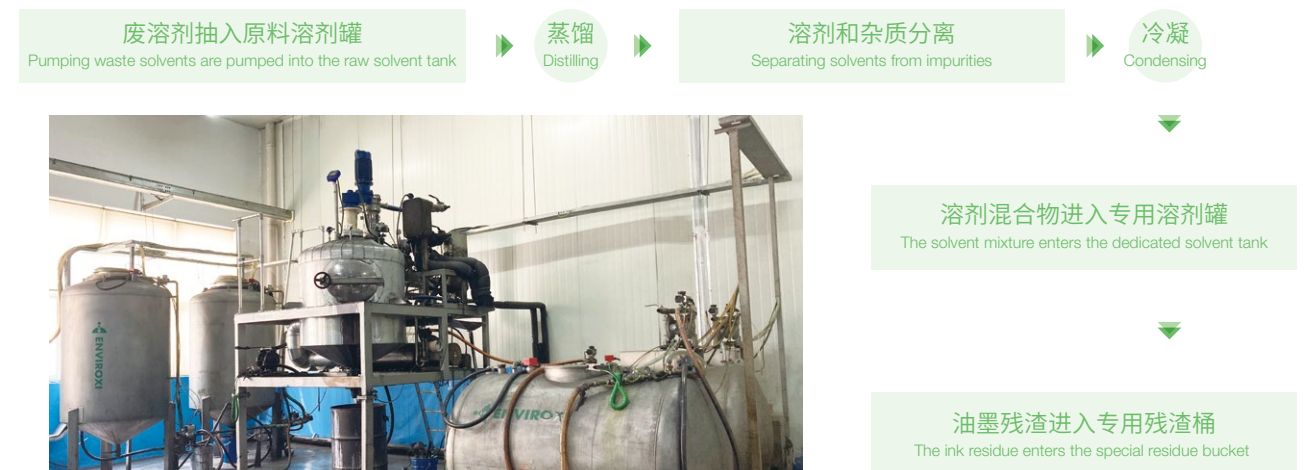 废溶剂抽入原料溶剂罐
Pumping waste solvents are pumped into the raw solvent tank
蒸馏
Distilling
溶剂和杂质分离
Separating solvents from impurities
冷凝
Condensing
溶剂混合物进入专用溶剂罐
The solvent mixture enters the dedicated solvent tank
油墨残渣进入专用残渣桶
The ink residue enters the special residue bucket
ENVIROXI
ENVIROX